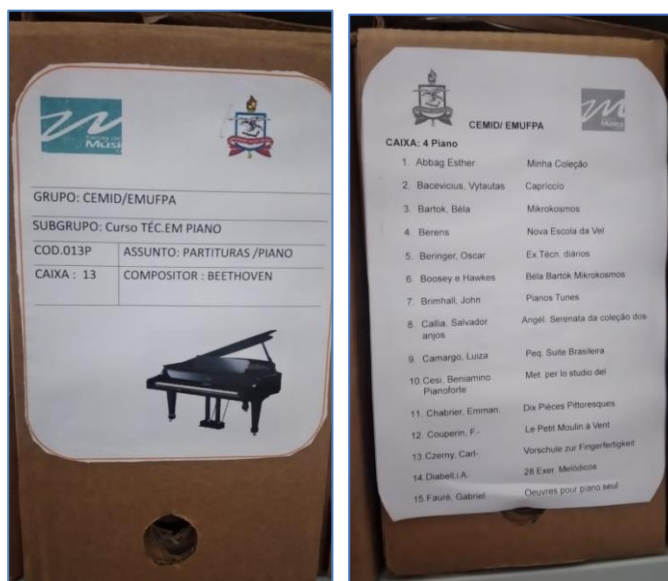 Escola de
Música
GRUPO: CEMID/EMUFPA
SUBGRUPO: Curso TÉC.EM PIANO
COD.013P ASSUNTO: PARTITURAS /PIANO
CAIXA : 13 COMPOSITOR : BEETHOVEN
CEMID/ EMUFPA
CAIXA: 4 Piano
1. Abbag Esther Minha Coleção
2. Bacevicius, Vytautas Capriccio
3. Bartok, Béla Mikrokosmos
4. Berens Nova Escola da Vel
5. Beringer, Oscar Ex.Técn. diários
6. Boosey e Hawkes Béla Bartók Mikrokosmos
7. Brimhall, John Pianos Tunes
8. Callia, Salvador Angél. Serenata da coleção dos
anjos
9. Camargo, Luiza Peq. Suite Brasileira
10. Cesi, Beniamino Met. per lo studio del
Pianoforte
11. Chabrier, Emman. Dix Pièces Pittoresques
12. Couperin, F.- Le Petit Moulin à Vent
13. Czerny, Carl- Vorschule zur Fingerfertigkeit
14. Diabell,i A. 28 Exer. Melódicos
15. Fauré, Gabriel Oeuvres pour piano seul